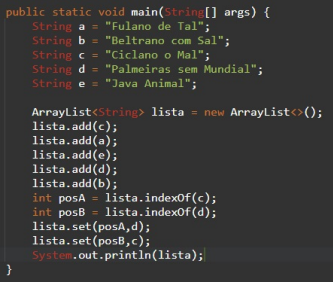 public static void main(String[] args) {
String a = "Fulano de Tal";
String b = "Beltrano com Sal";
String c = "Ciclano o Mal";
String d = "Palmeiras sem Mundial";
String e = "Java Animal";
ArrayList<String> lista = new ArrayList<>();
lista.add(c);
lista.add(a);
lista.add(e);
lista.add(d);
lista.add(b);
int posA = lista.indexOf(c);
int posB = lista.indexOf(d);
lista.set(posA,d);
lista.set(posB,c);
System.out.println(lista);
}